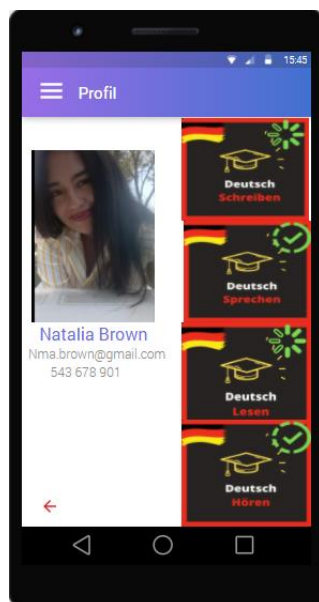 15:45
Profil
Natalia Brown
Nma.brown@gmail.com
543 678 901
Deutsch
Schreiben
Deutsch
Sprechen
Deutsch
Lesen
Deutsch
Hören